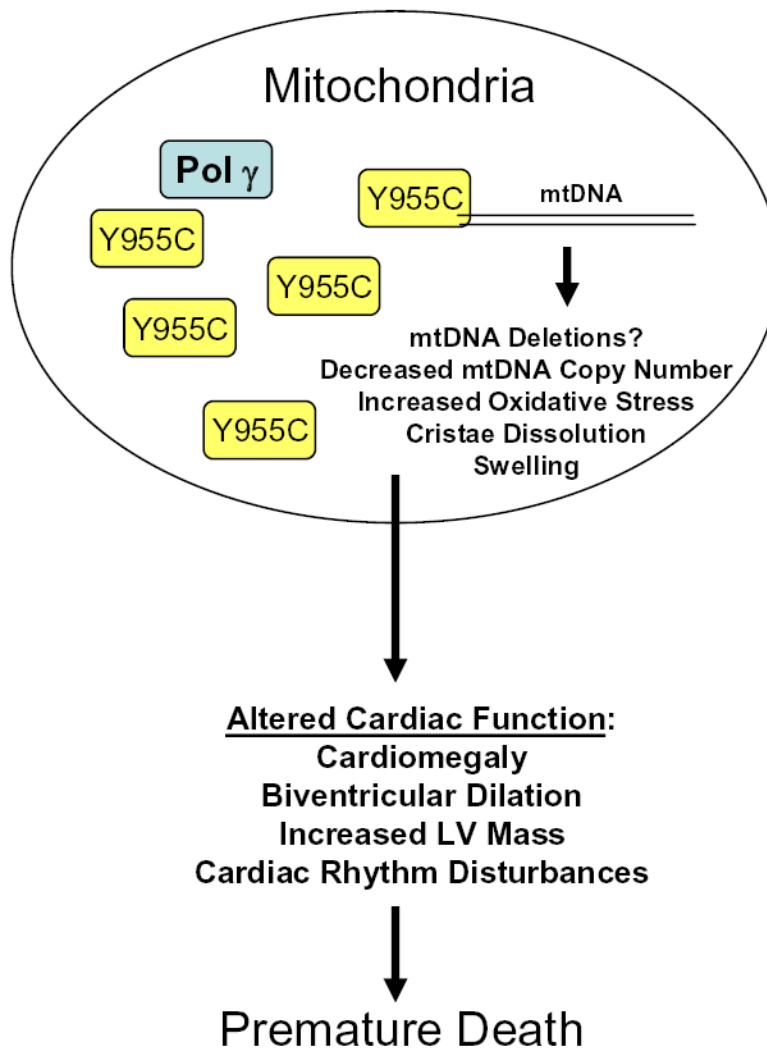 Mitochondria
Pol γ
Y955C
mtDNA
Y955C
Y955C
Y955C
Y955C
mtDNA Deletions?
Decreased mtDNA Copy Number
Increased Oxidative Stress
Cristae Dissolution
Swelling
Altered Cardiac Function:
Cardiomegaly
Biventricular Dilation
Increased LV Mass
Cardiac Rhythm Disturbances
Premature Death